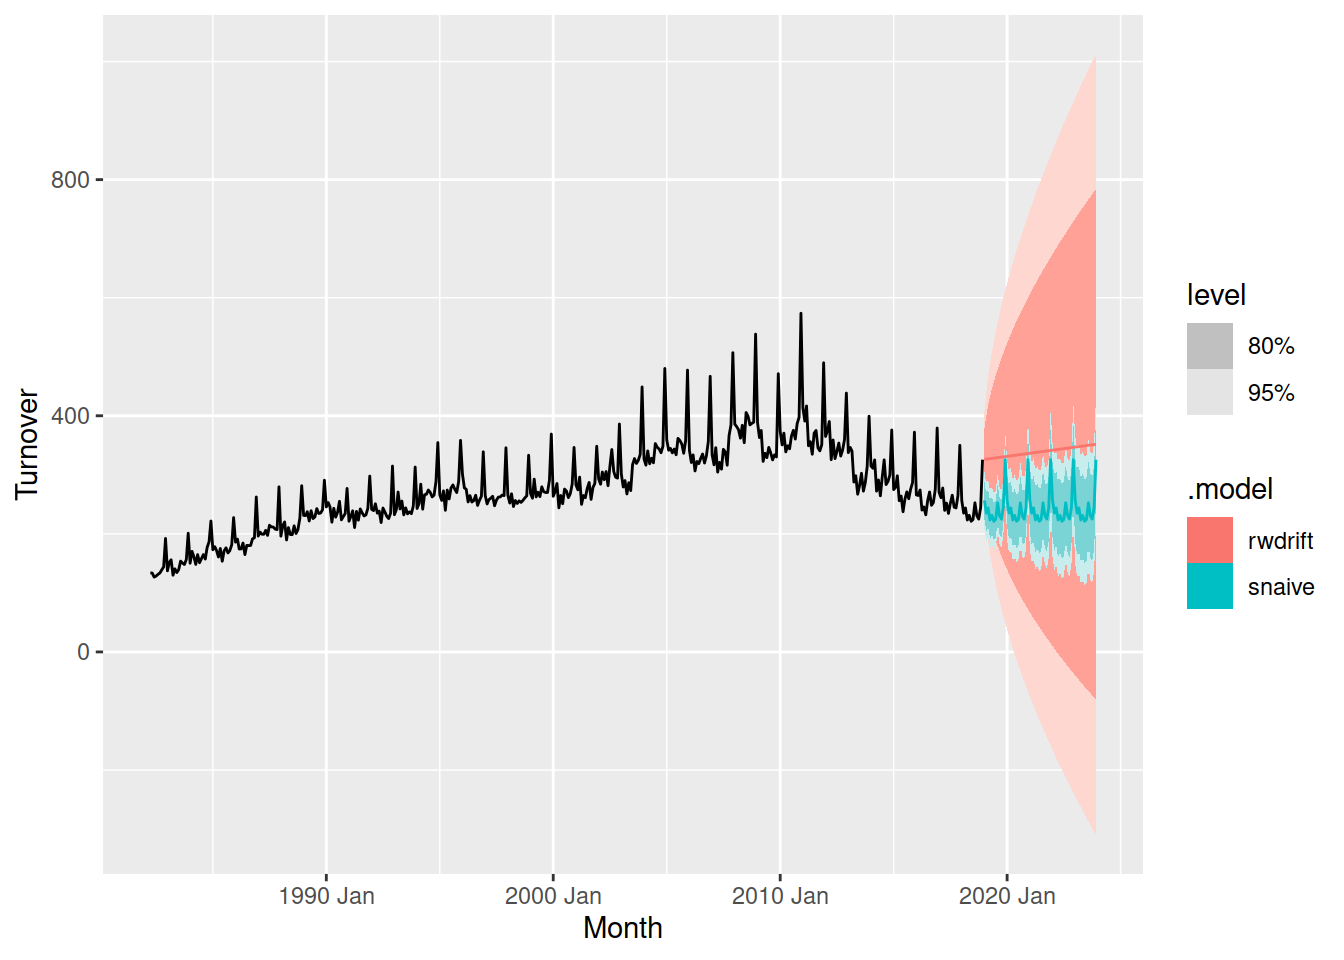 800
400
0
Turnover
1990 Jan
2000 Jan
2010 Jan
2020 Jan
Month
level
80%
95%
.model
rwdrift
snaive